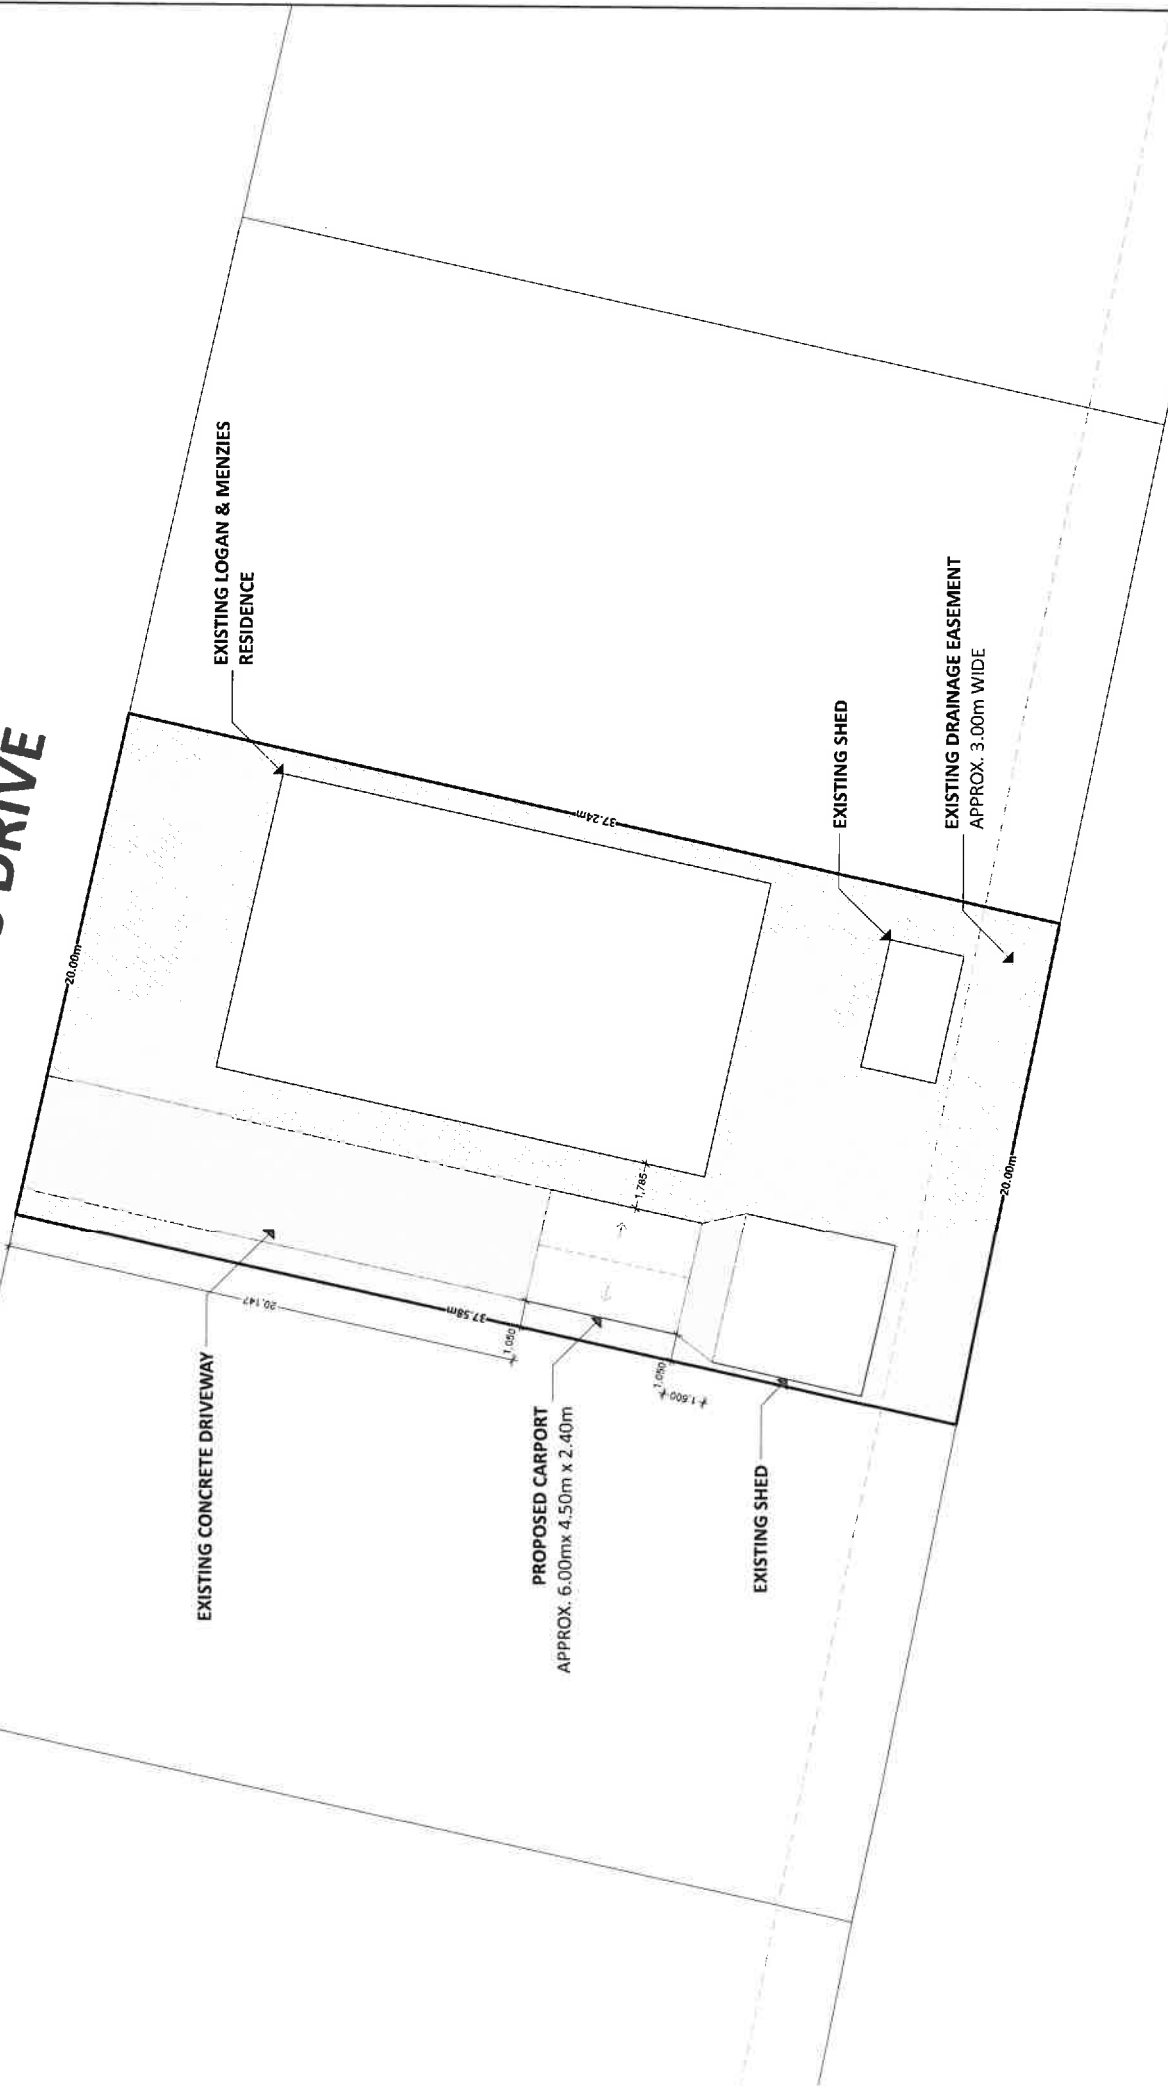 DRIVE
20.00m
EXISTING LOGAN & MENZIES
RESIDENCE
EXISTING CONCRETE DRIVEWAY
20.147
37.58m
1,050
37.24m
PROPOSED CARPORT
APPROX. 6.00mx 4.50m x 2.40m
1,785
1,050
1,600
EXISTING SHED
EXISTING SHED
EXISTING DRAINAGE EASEMENT
APPROX. 3.00m WIDE
20.00m